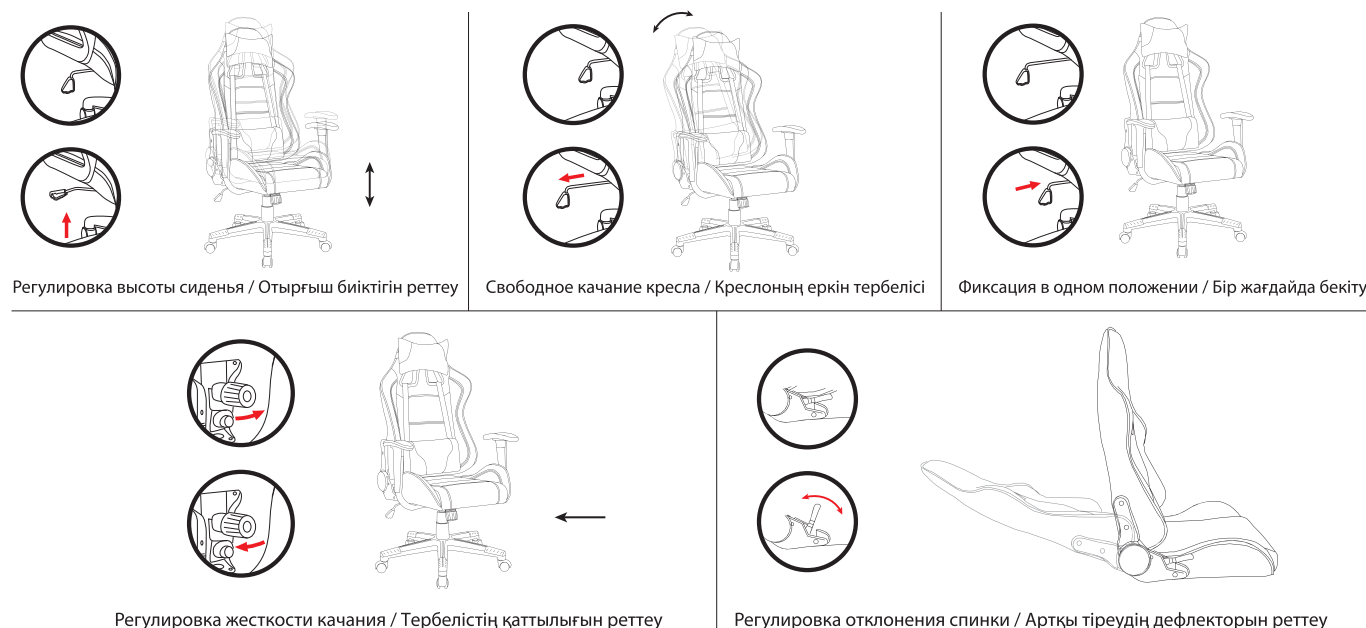 Регулировка высоты сиденья / Отырғыш биіктігін реттеу
Свободное качание кресла / Креслоның еркін тербелісі
Фиксация в одном положении / Бір жағдайда бекіту
Регулировка жесткости качания / Тербелістің қаттылығын реттеу
Регулировка отклонения спинки / Артқы тіреудің дефлекторын реттеу